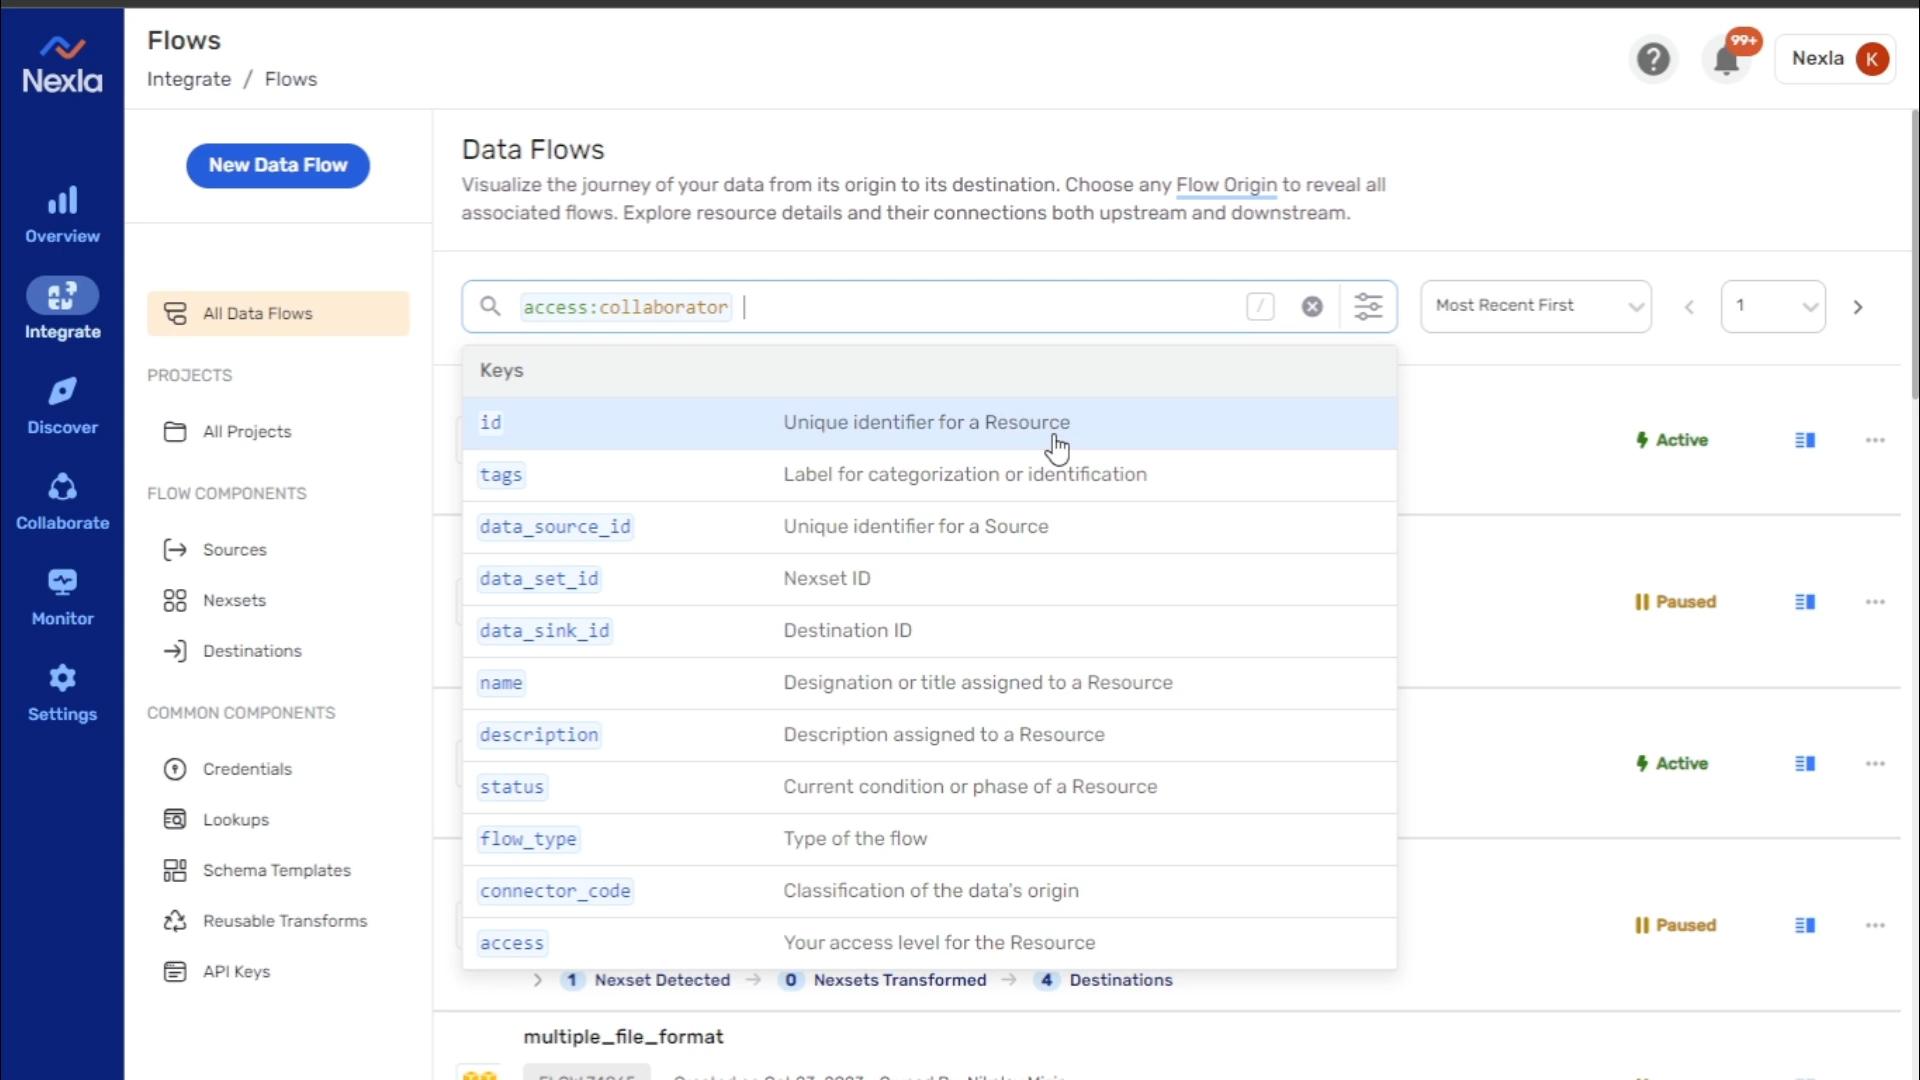 Nexla
Overview
Integrate
Discover
Collaborate
Monitor
Settings
Flows
Integrate / Flows
99+
Nexla K
New Data Flow
All Data Flows
PROJECTS
All Projects
FLOW COMPONENTS
Sources
Nexsets
Destinations
COMMON COMPONENTS
Credentials
Lookups
Schema Templates
Reusable Transforms
API Keys
Data Flows
Visualize the journey of your data from its origin to its destination. Choose any Flow Origin to reveal all
associated flows. Explore resource details and their connections both upstream and downstream.
access:collaborator /
Most Recent First
1
Keys
id Unique identifier for a Resource
tags Label for categorization or identification
data_source_id Unique identifier for a Source
data_set_id Nexset ID
data_sink_id Destination ID
name Designation or title assigned to a Resource
description Description assigned to a Resource
status Current condition or phase of a Resource
flow_type Type of the flow
connector_code Classification of the data's origin
access Your access level for the Resource
Active
Paused
Active
Paused
1 Nexset Detected → 0 Nexsets Transformed → 4 Destinations
multiple_file_format